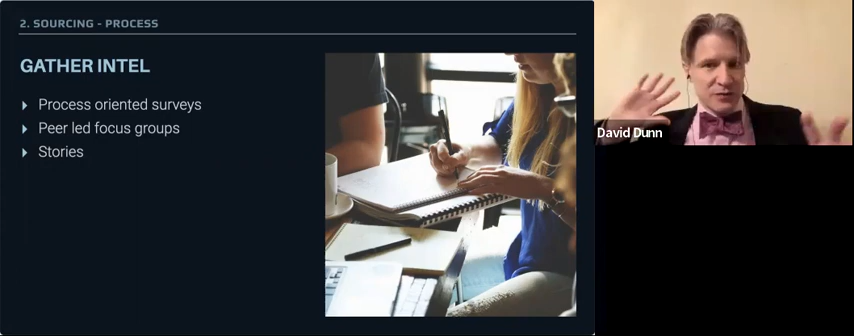 2. SOURCING - PROCESS
GATHER INTEL
Process oriented surveys
Peer led focus groups
Stories
David Dunn